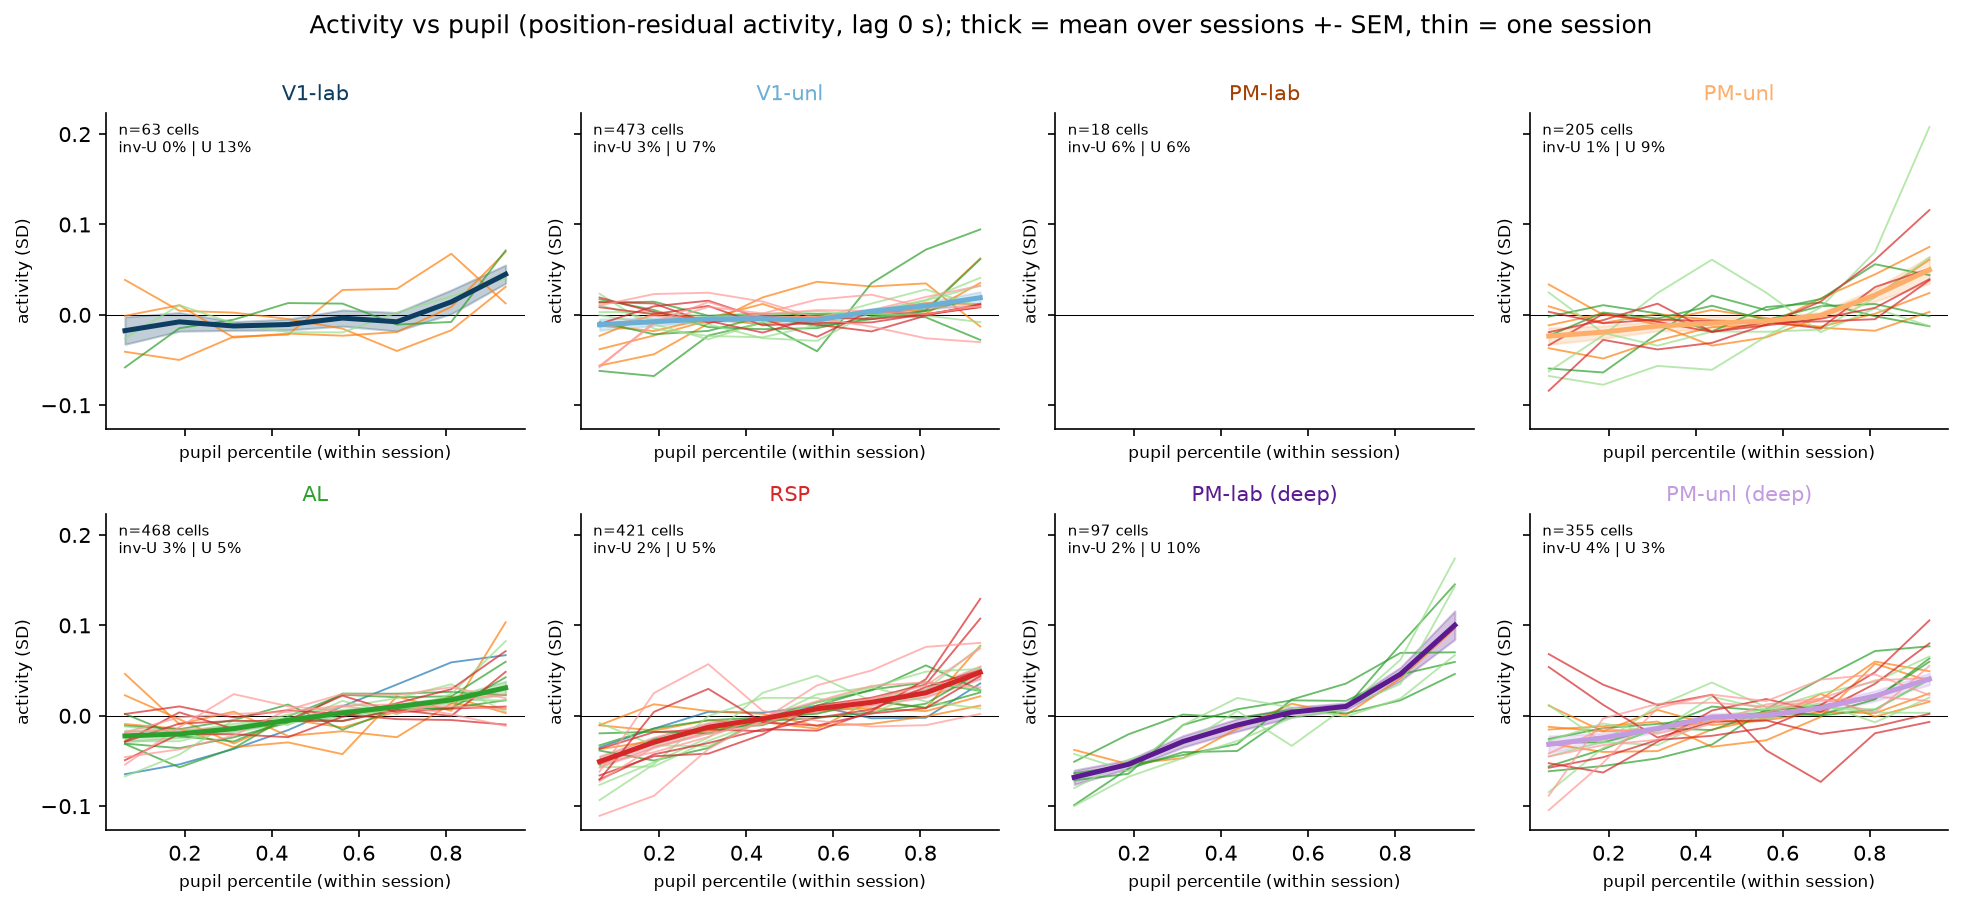 Activity vs pupil (position-residual activity, lag 0 s); thick = mean over sessions +- SEM, thin = one session
V1-lab
n=63 cells
inv-U 0% | U 13%
activity (SD)
0.2
0.1
0.0
−0.1
pupil percentile (within session)
V1-unl
n=473 cells
inv-U 3% | U 7%
activity (SD)
pupil percentile (within session)
PM-lab
n=18 cells
inv-U 6% | U 6%
activity (SD)
pupil percentile (within session)
PM-unl
n=205 cells
inv-U 1% | U 9%
activity (SD)
pupil percentile (within session)
AL
n=468 cells
inv-U 3% | U 5%
activity (SD)
0.2
0.1
0.0
−0.1
0.2 0.4 0.6 0.8
pupil percentile (within session)
RSP
n=421 cells
inv-U 2% | U 5%
activity (SD)
0.2 0.4 0.6 0.8
pupil percentile (within session)
PM-lab (deep)
n=97 cells
inv-U 2% | U 10%
activity (SD)
0.2 0.4 0.6 0.8
pupil percentile (within session)
PM-unl (deep)
n=355 cells
inv-U 4% | U 3%
activity (SD)
0.2 0.4 0.6 0.8
pupil percentile (within session)